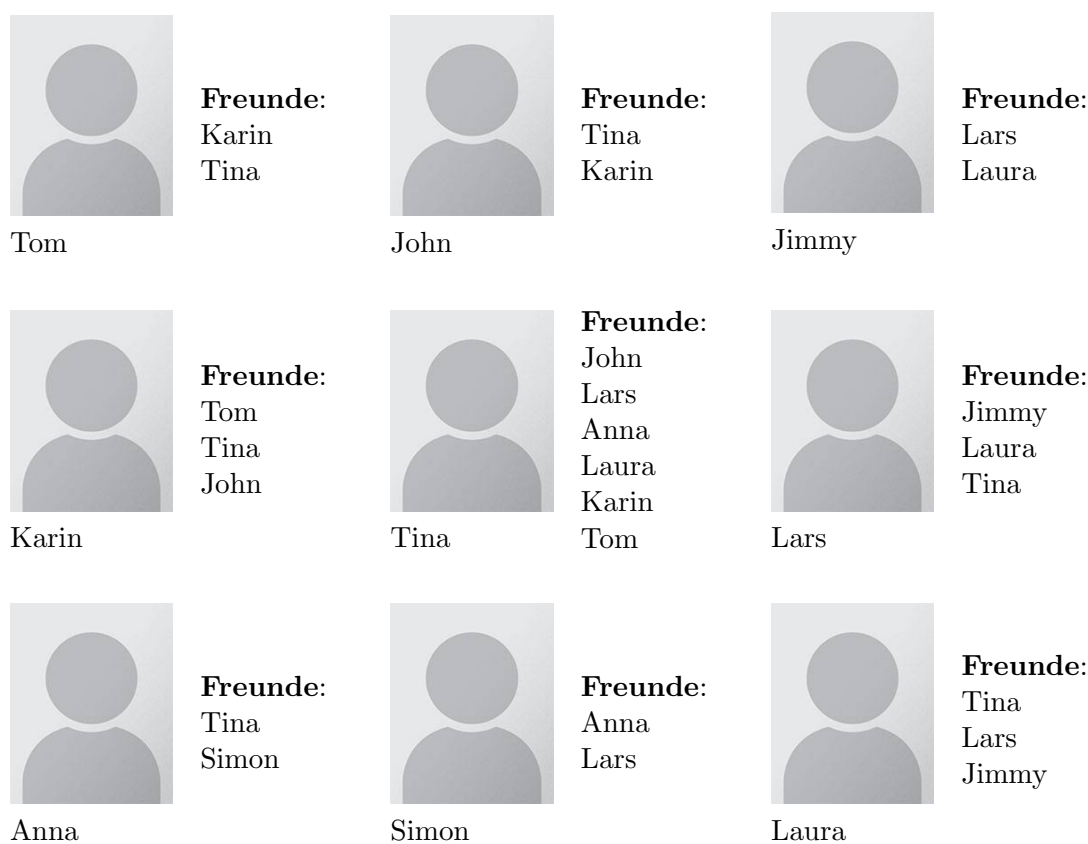 Freunde:
Karin
Tina
Tom
Freunde:
Tina
Karin
John
Freunde:
Lars
Laura
Jimmy
Freunde:
Tom
Tina
John
Karin
Freunde:
John
Lars
Anna
Laura
Karin
Tom
Tina
Freunde:
Jimmy
Laura
Tina
Lars
Freunde:
Tina
Simon
Anna
Freunde:
Anna
Lars
Simon
Freunde:
Tina
Lars
Jimmy
Laura